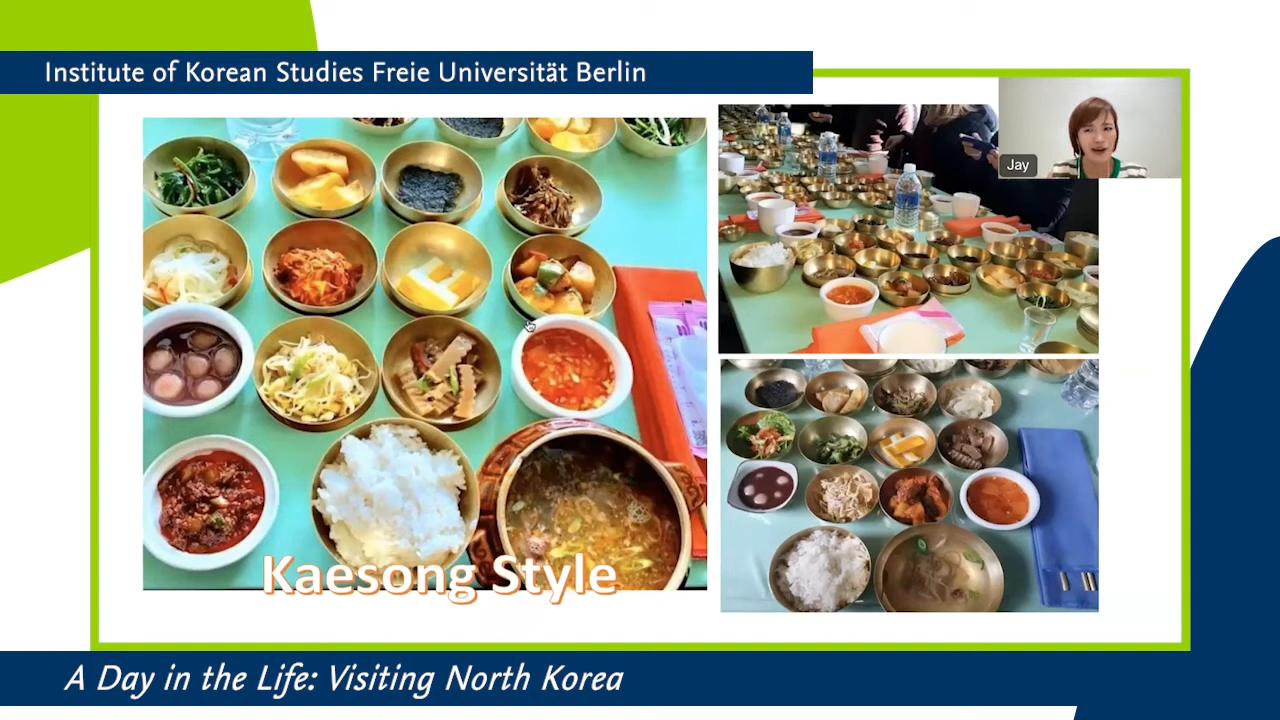 Institute of Korean Studies Freie Universität Berlin
Jay
Kaesong Style
A Day in the Life: Visiting North Korea